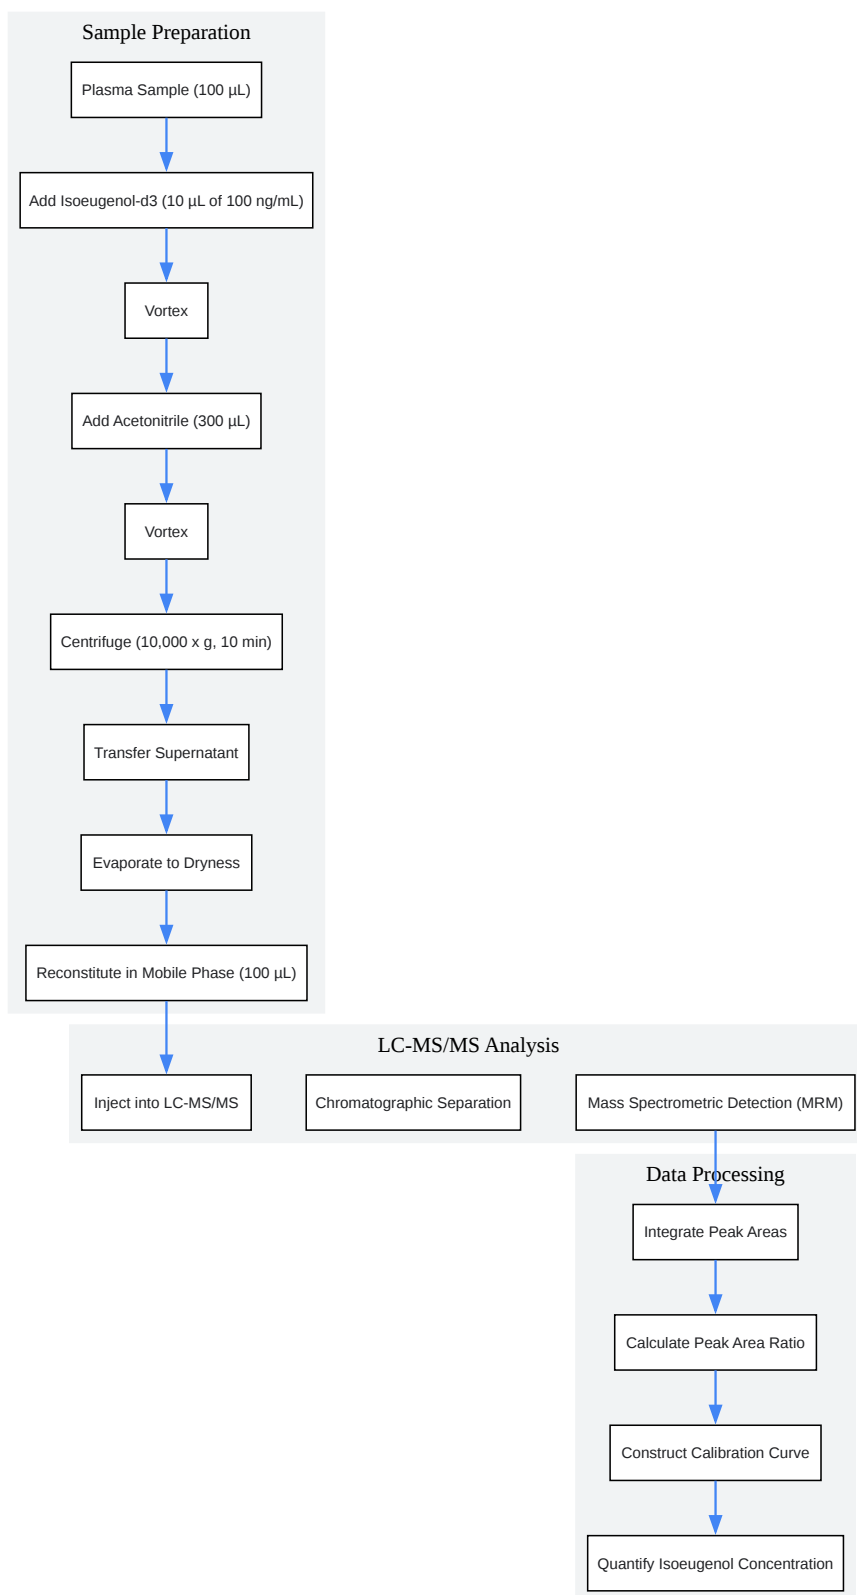 Sample Preparation
Plasma Sample (100 µL)
Add Isoeugenol-d3 (10 µL of 100 ng/mL)
Vortex
Add Acetonitrile (300 µL)
Vortex
Centrifuge (10,000 x g, 10 min)
Transfer Supernatant
Evaporate to Dryness
Reconstitute in Mobile Phase (100 µL)
LC-MS/MS Analysis
Inject into LC-MS/MS
Chromatographic Separation
Mass Spectrometric Detection (MRM)
Data Processing
Integrate Peak Areas
Calculate Peak Area Ratio
Construct Calibration Curve
Quantify Isoeugenol Concentration